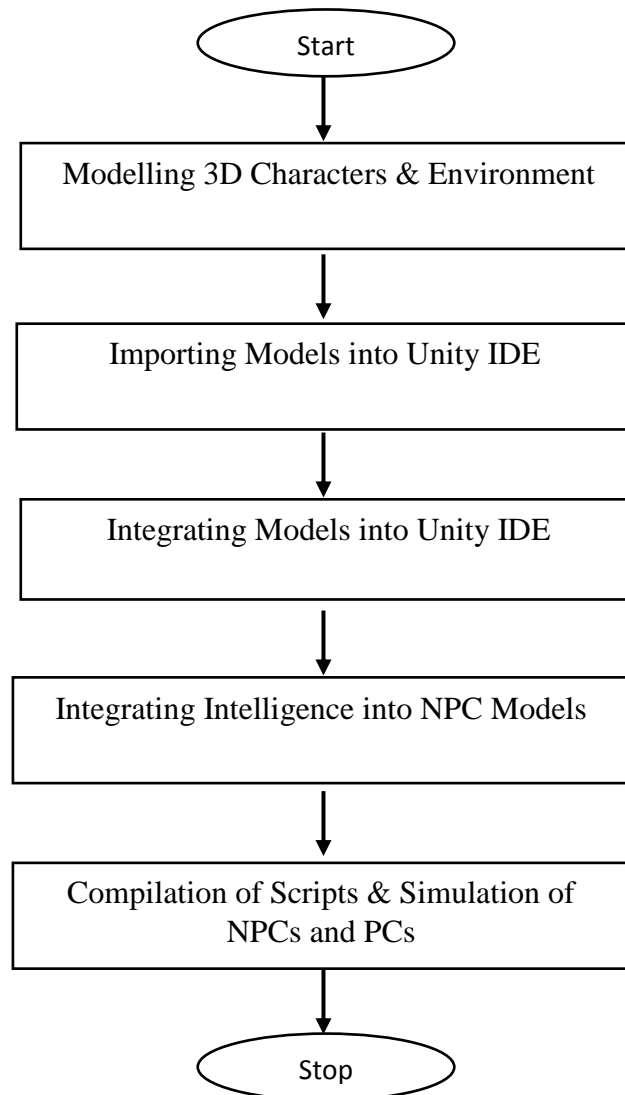 Start
Modelling 3D Characters & Environment
Importing Models into Unity IDE
Integrating Models into Unity IDE
Integrating Intelligence into NPC Models
Compilation of Scripts & Simulation of
NPCs and PCs
Stop